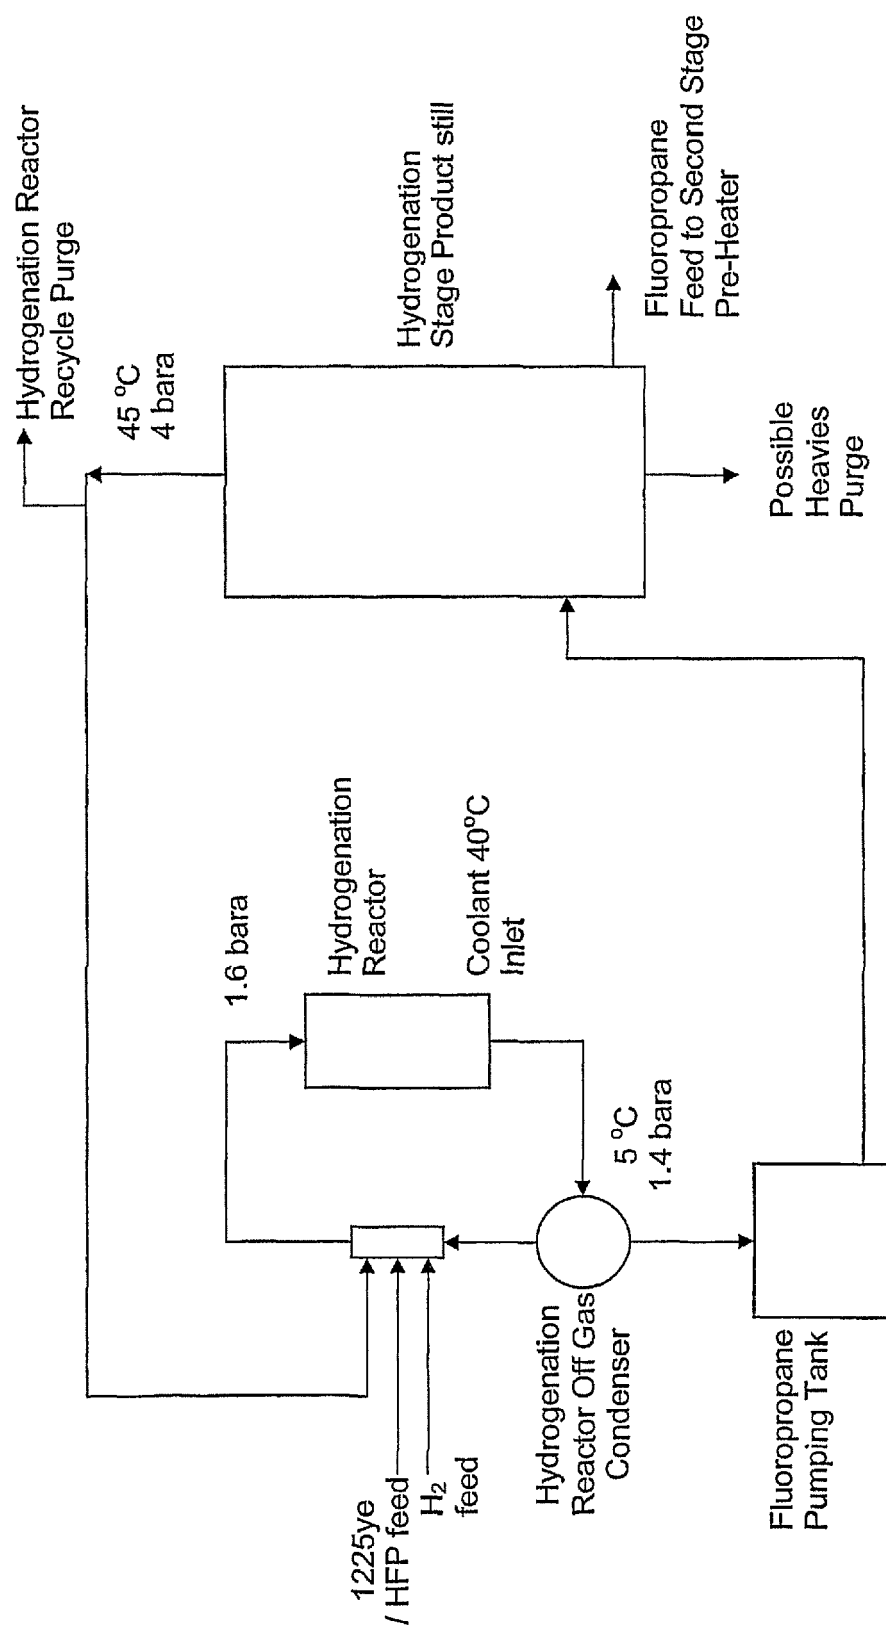 Hydrogenation Reactor
Recycle Purge
45 °C
4 bara
Hydrogenation
Stage Product still
Fluoropropane
Feed to Second Stage
Pre-Heater
Possible
Heavies
Purge
1.6 bara
Hydrogenation
Reactor
Coolant 40°C
Inlet
5 °C
1.4 bara
1225ye
/ HFP feed
H₂
feed
Hydrogenation
Reactor Off Gas
Condenser
Fluoropropane
Pumping Tank